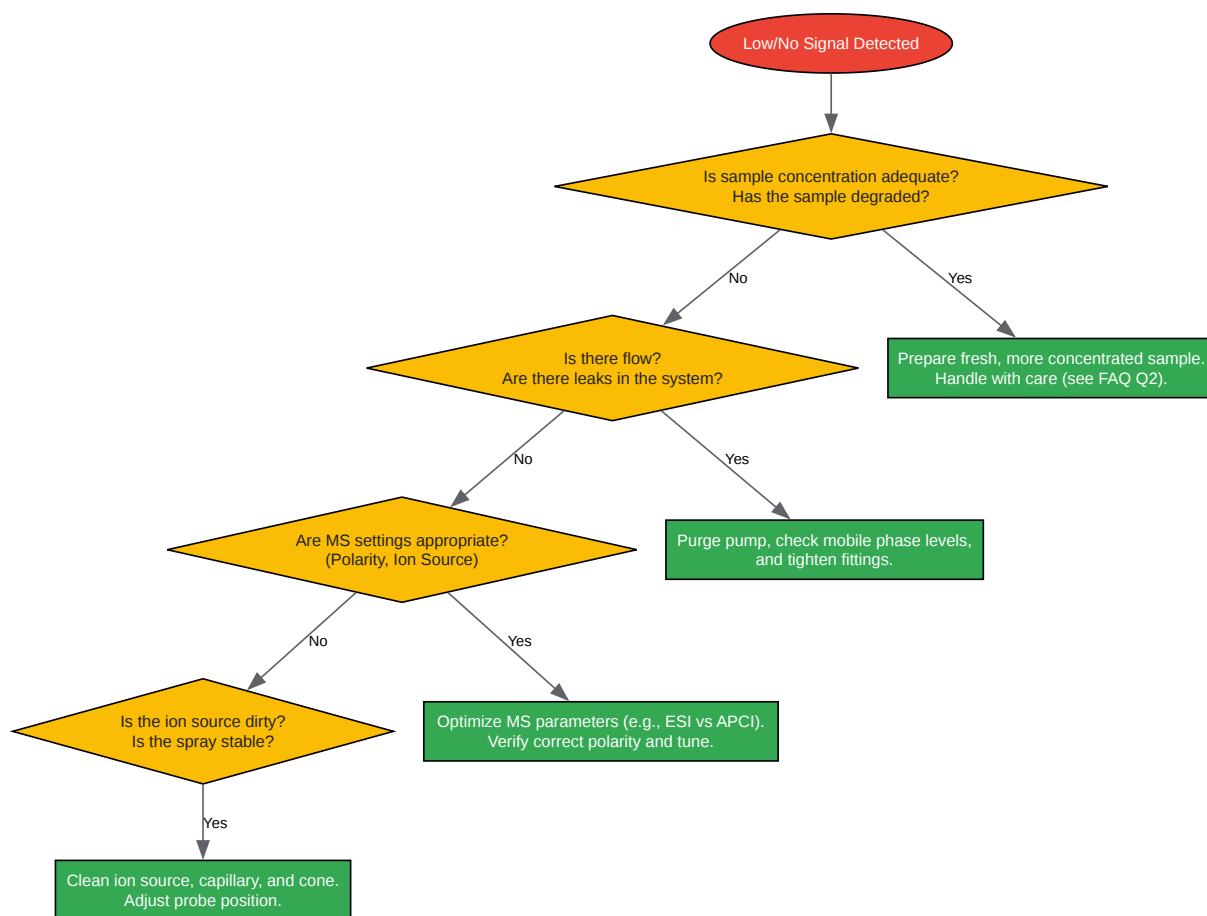 Low/No Signal Detected
Is sample concentration adequate?
Has the sample degraded?
No
Yes
Is there flow?
Are there leaks in the system?
Prepare fresh, more concentrated sample.
Handle with care (see FAQ Q2).
No
Yes
Are MS settings appropriate?
(Polarity, Ion Source)
Purge pump, check mobile phase levels,
and tighten fittings.
No
Yes
Is the ion source dirty?
Is the spray stable?
Optimize MS parameters (e.g., ESI vs APCI).
Verify correct polarity and tune.
Yes
Clean ion source, capillary, and cone.
Adjust probe position.